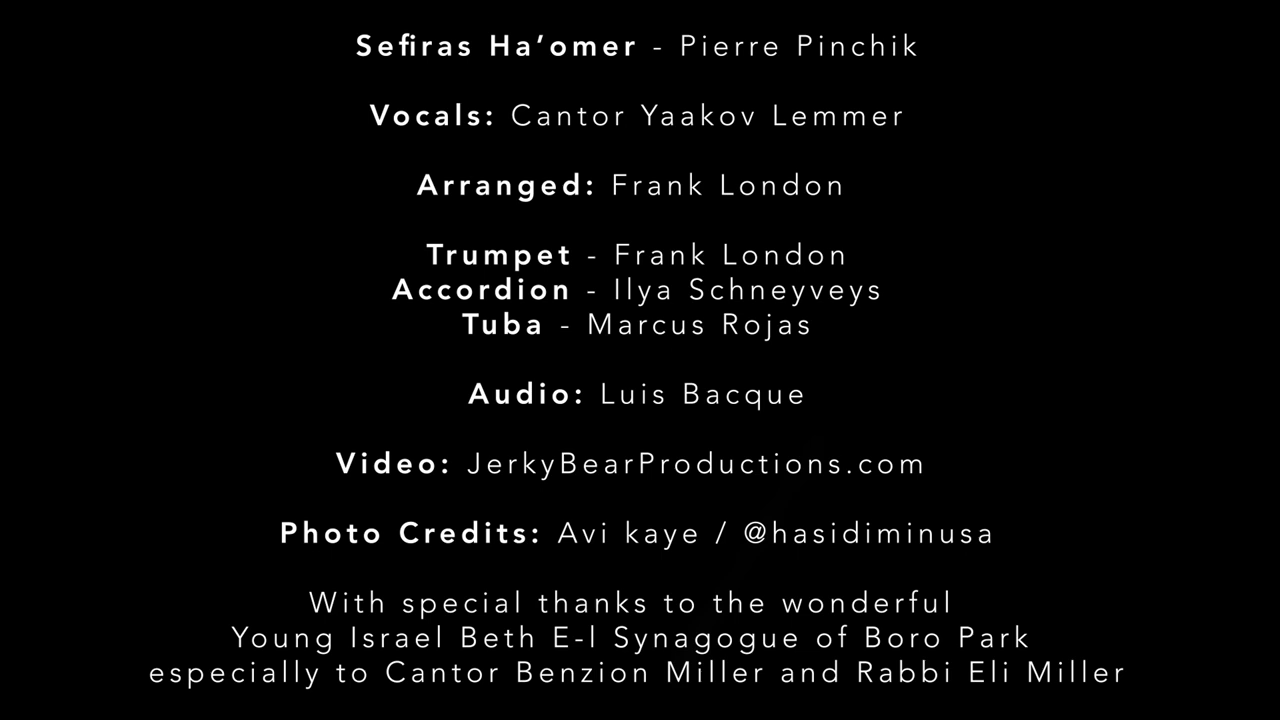 Sefiras Ha’omer - Pierre Pinchik
Vocals: Cantor Yaakov Lemmer
Arranged: Frank London
Trumpet - Frank London
Accordion - Ilya Schneyveys
Tuba - Marcus Rojas
Audio: Luis Bacque
Video: JerkyBearProductions.com
Photo Credits: Avi kaye / @hasidiminusa
With special thanks to the wonderful
Young Israel Beth E-l Synagogue of Boro Park
especially to Cantor Benzion Miller and Rabbi Eli Miller